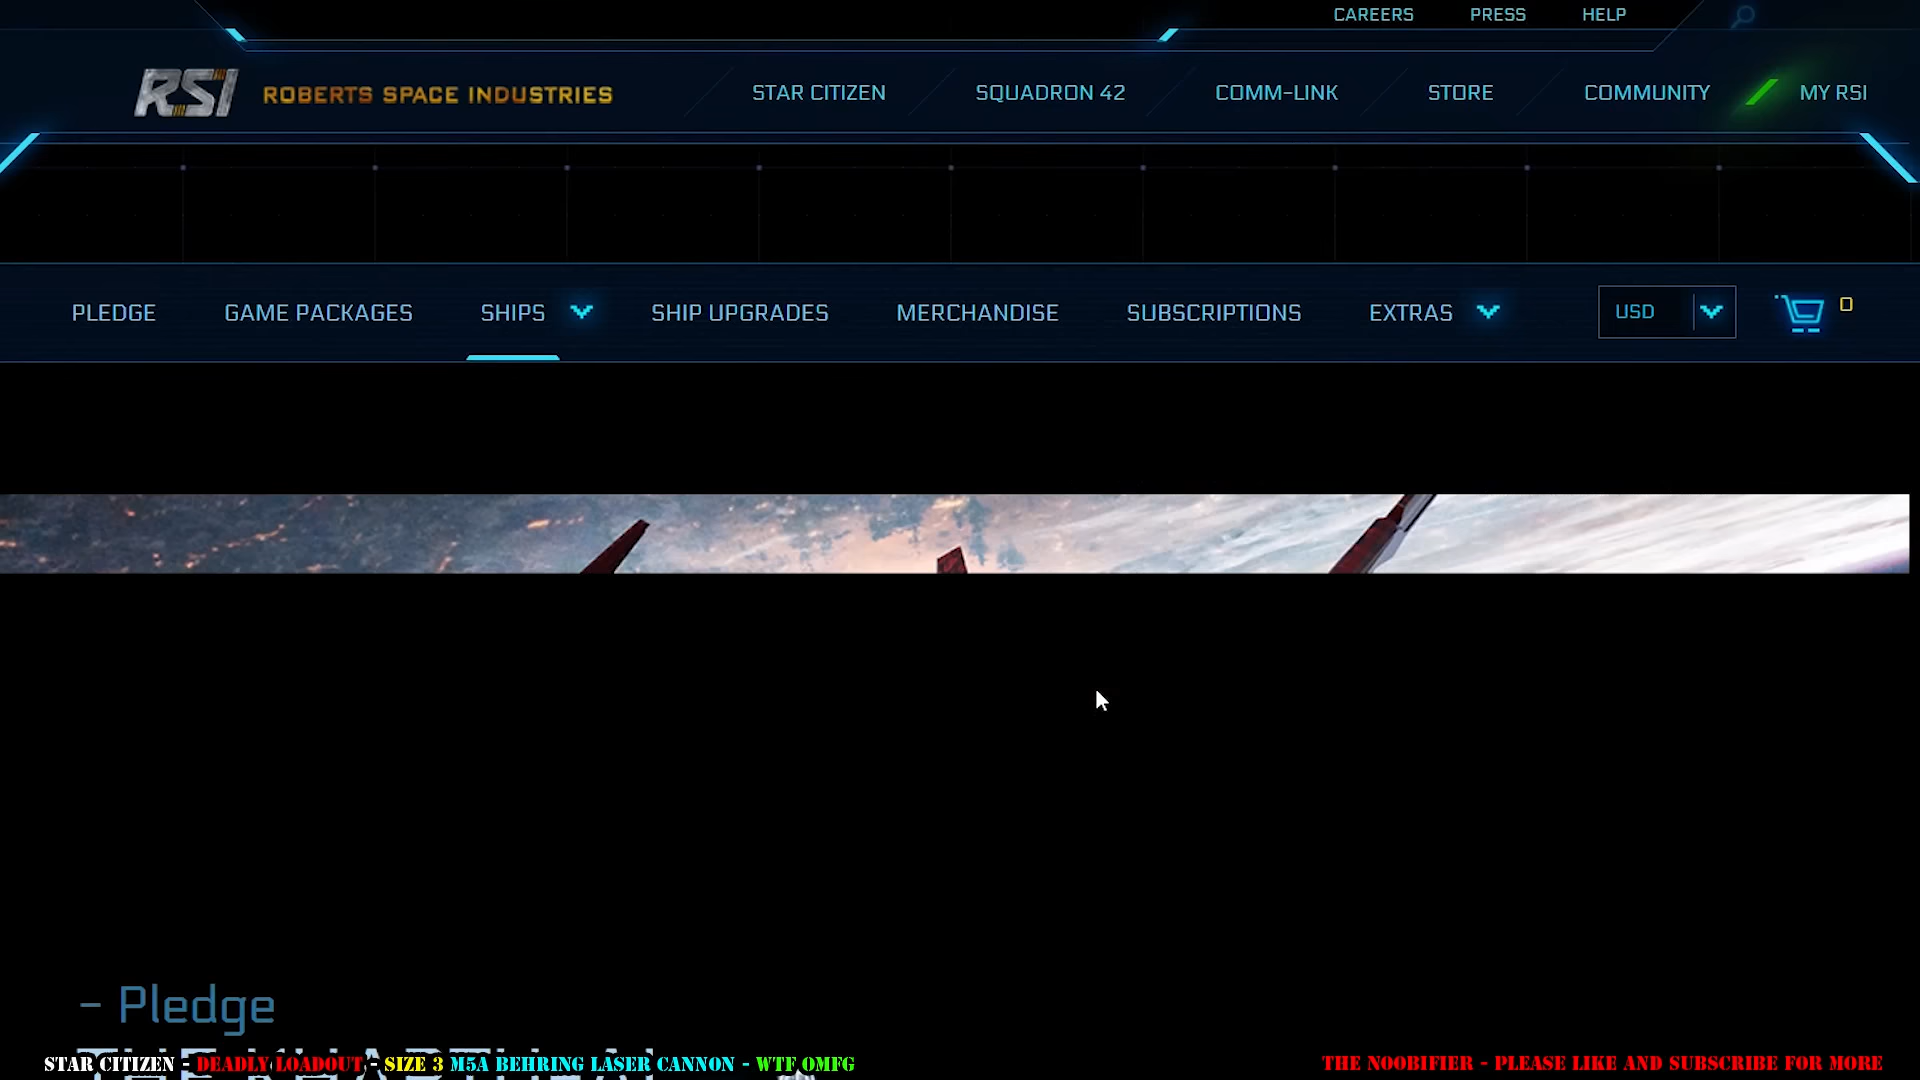 CAREERS PRESS HELP
RSI ROBERTS SPACE INDUSTRIES STAR CITIZEN SQUADRON 42 COMM-LINK STORE COMMUNITY MY RSI
PLEDGE GAME PACKAGES SHIPS SHIP UPGRADES MERCHANDISE SUBSCRIPTIONS EXTRAS USD 0
- Pledge
STAR CITIZEN - DEADLY LOADOUT - SIZE 3 M5A BEHRING LASER CANNON - WTF OMFG
THE NOOBIFIER - PLEASE LIKE AND SUBSCRIBE FOR MORE